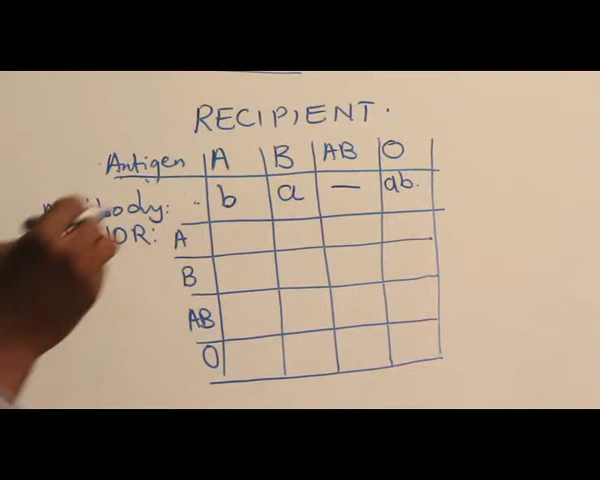 RECIPIENT.
Antigen A B AB O
b a — ab.
A
B
AB
O